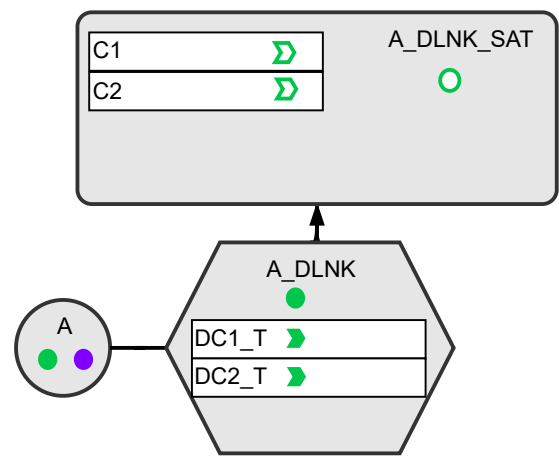 C1
A_DLNK_SAT
C2
A_DLNK
A
DC1_T
DC2_T